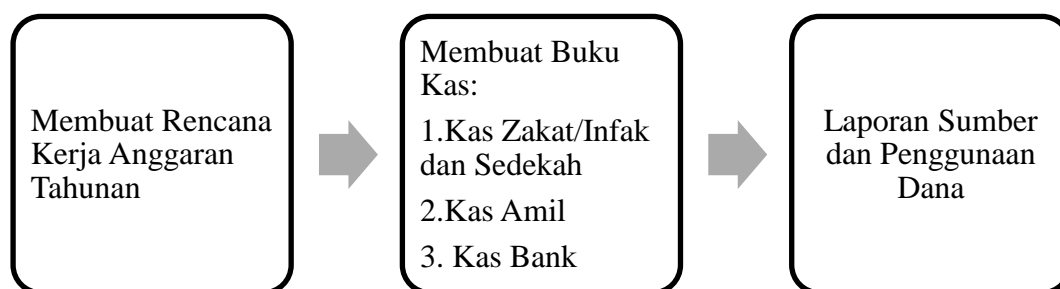 Membuat Rencana
Kerja Anggaran
Tahunan
Membuat Buku
Kas:
1.Kas Zakat/Infak
dan Sedekah
2.Kas Amil
3. Kas Bank
Laporan Sumber
dan Penggunaan
Dana